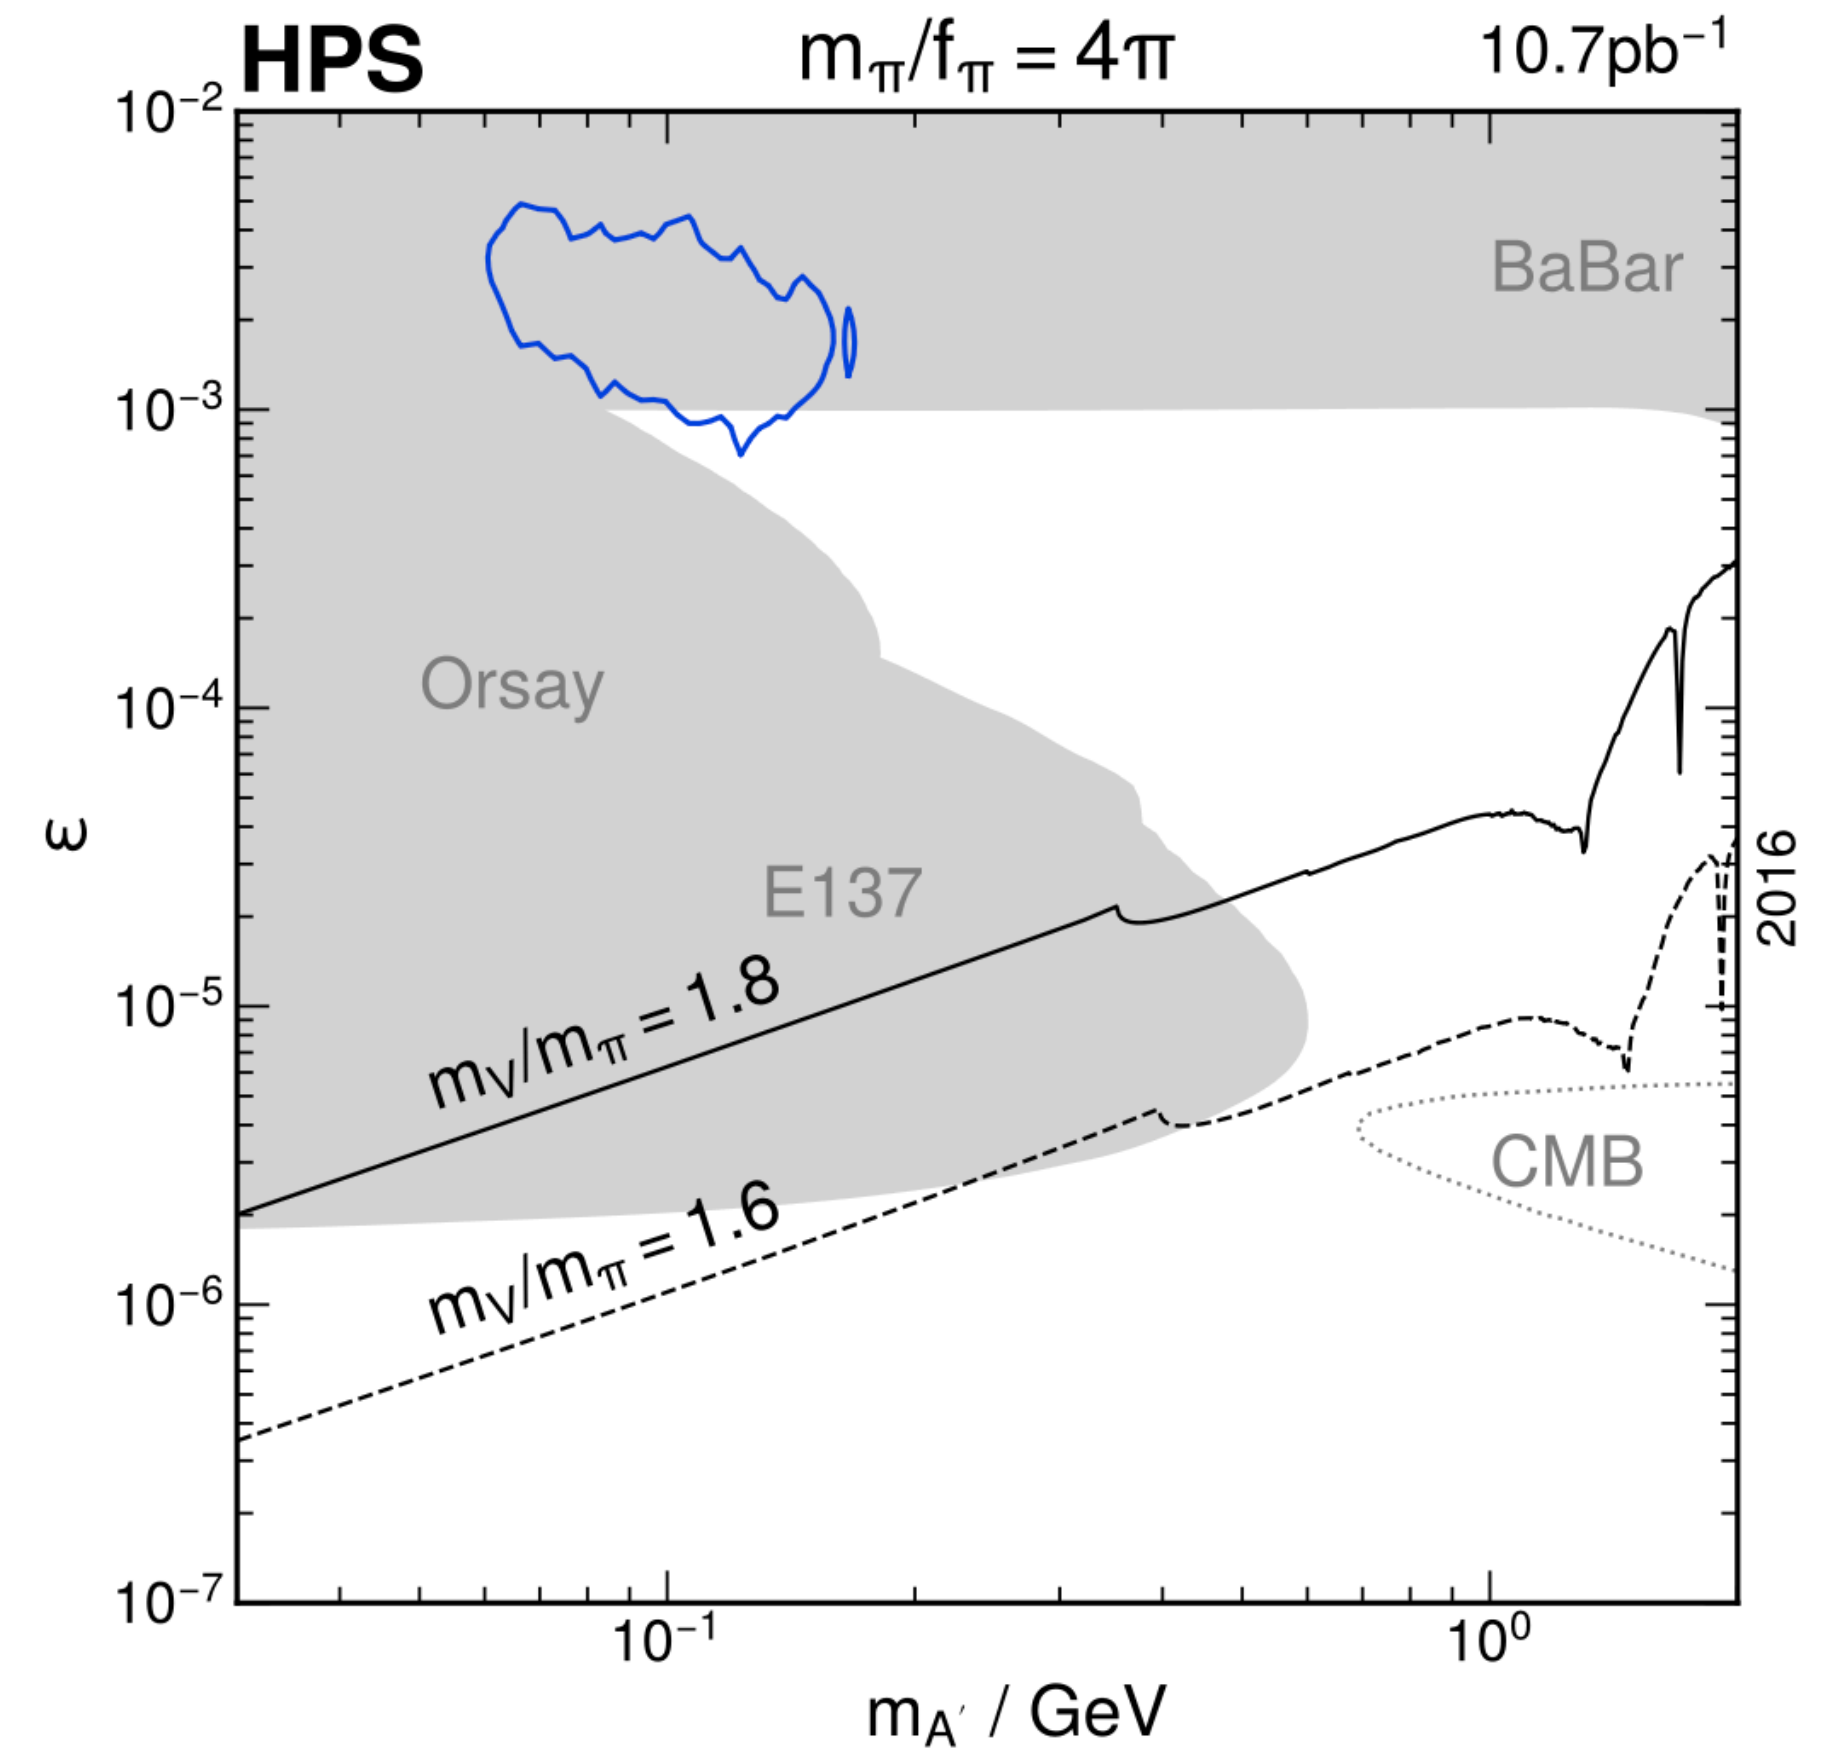 HPS
m_π/f_π = 4π
10.7pb⁻¹
10⁻²
10⁻³
10⁻⁴
10⁻⁵
10⁻⁶
10⁻⁷
ε
BaBar
Orsay
E137
m_V/m_π = 1.8
m_V/m_π = 1.6
CMB
2016
10⁻¹
10⁰
m_A′ / GeV